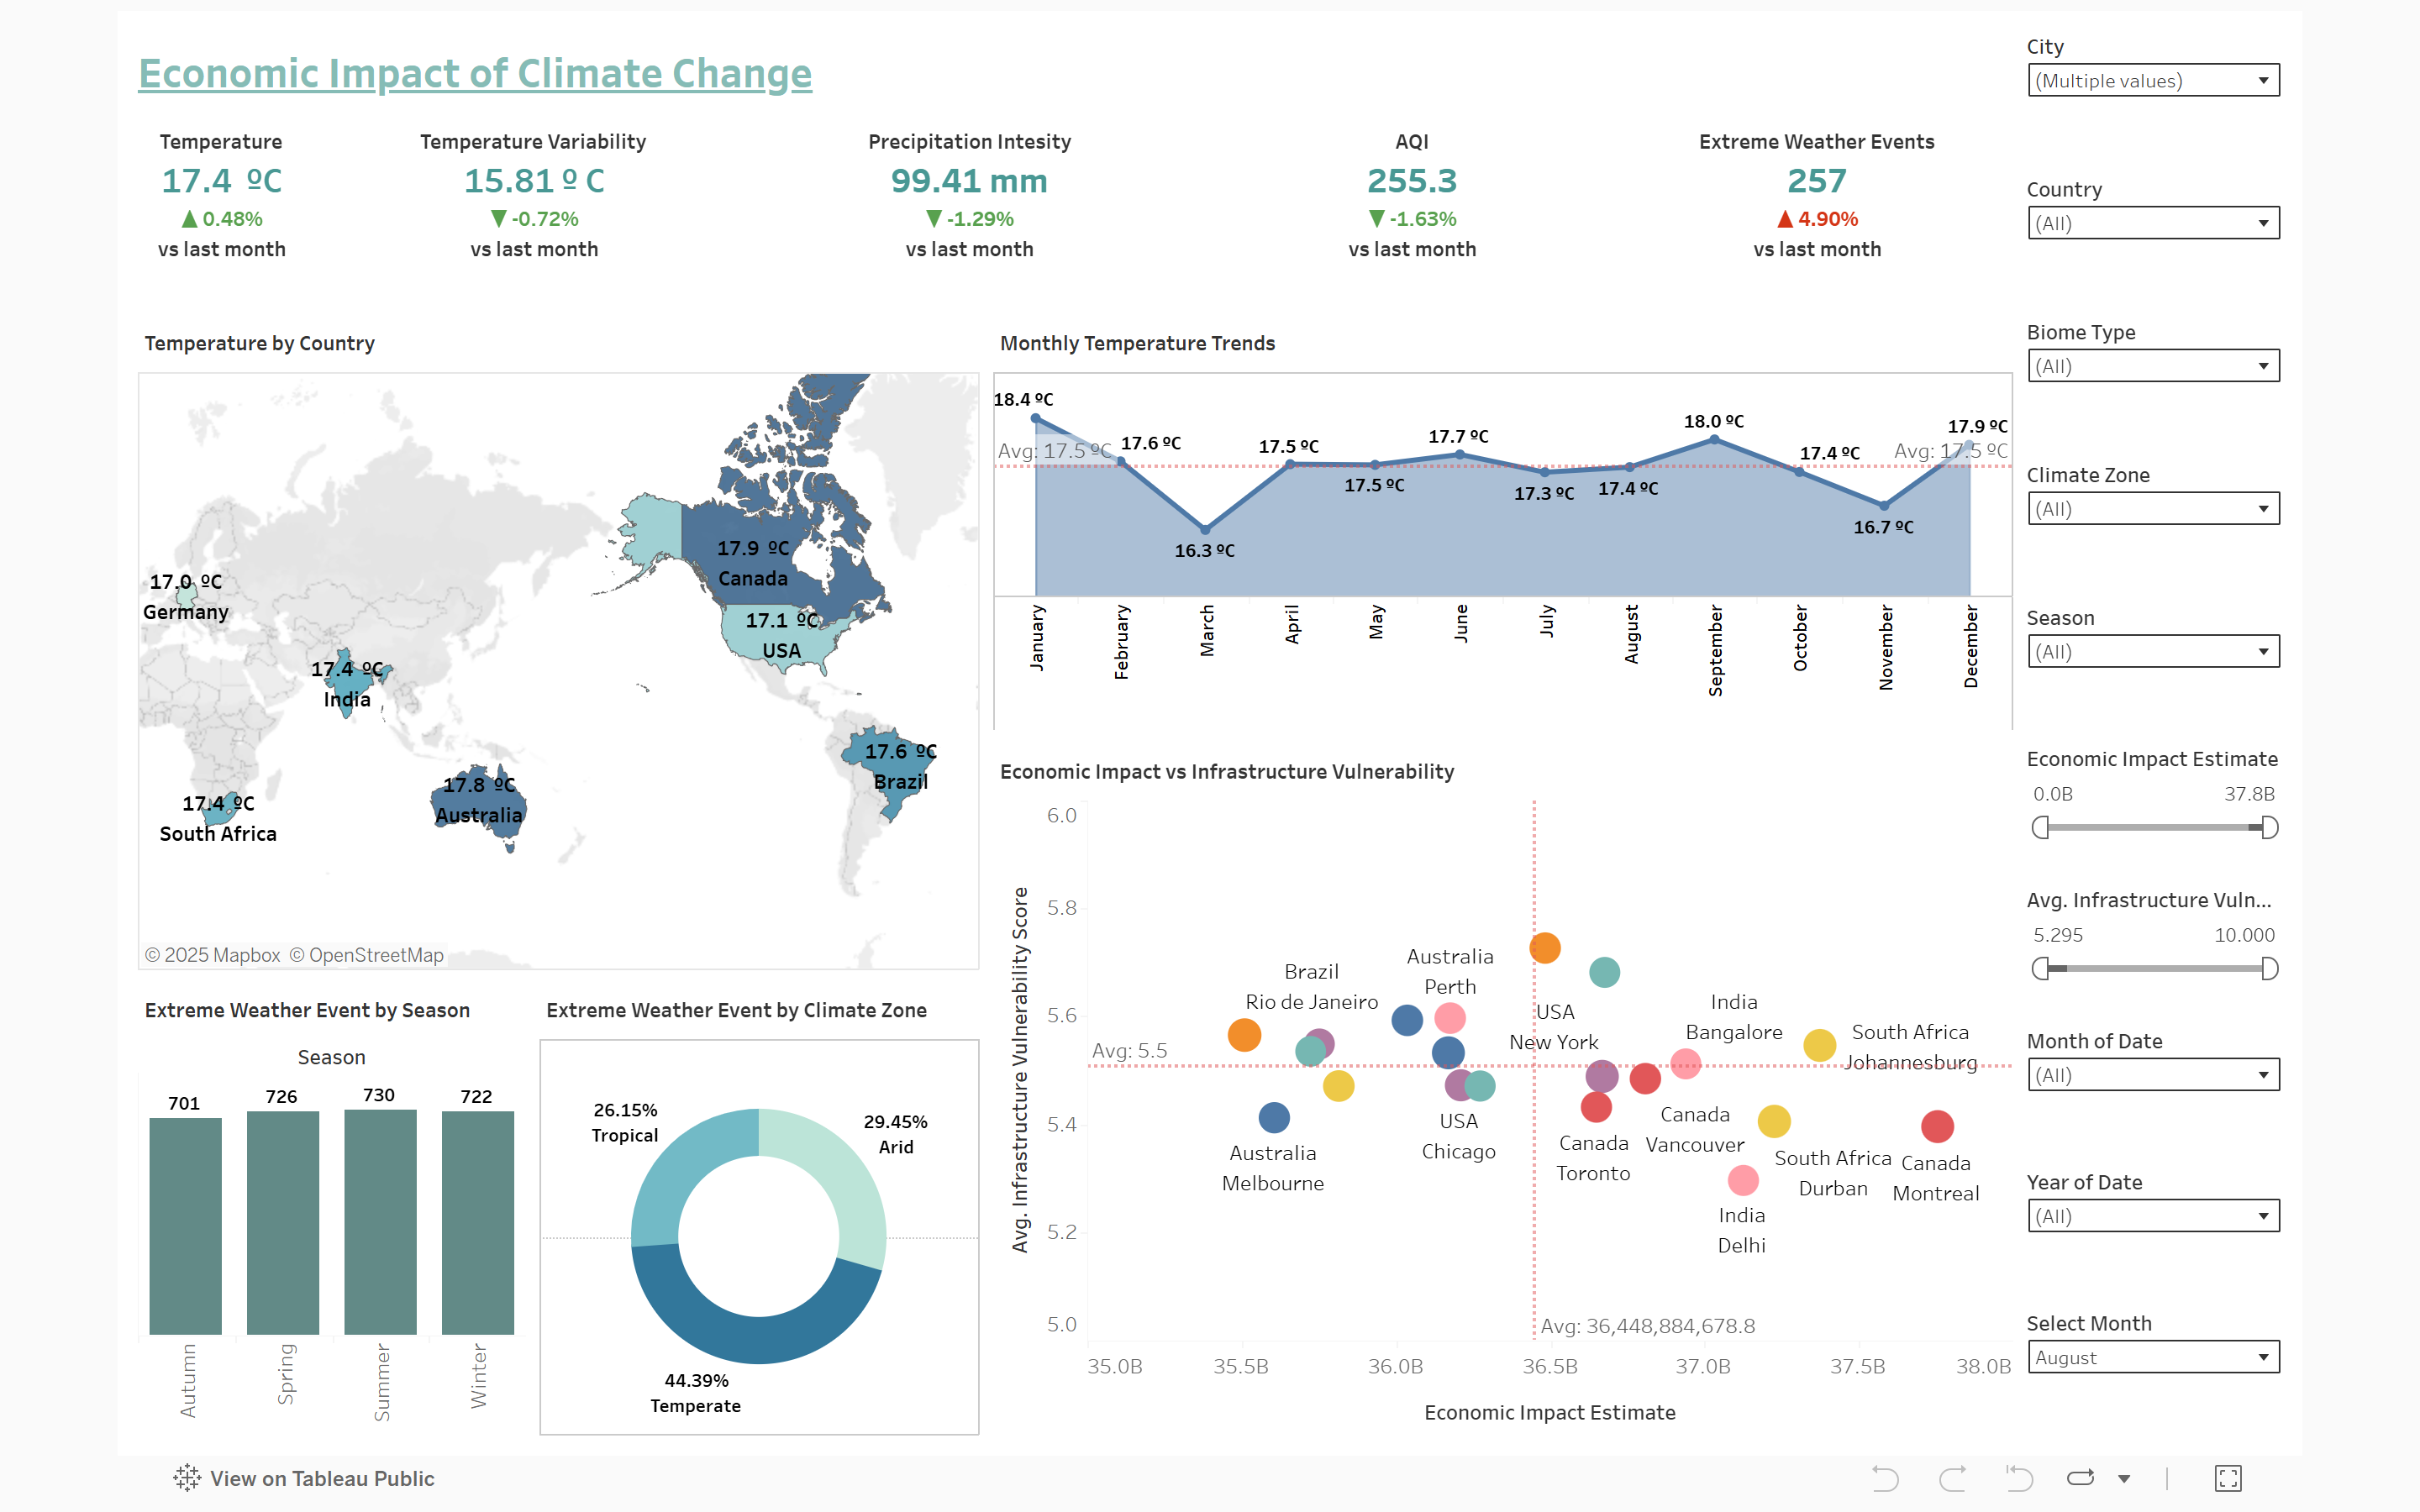 Economic Impact of Climate Change
City
(Multiple values)
Temperature
17.4 ºC
▲ 0.48%
vs last month
Temperature Variability
15.81 º C
▼ -0.72%
vs last month
Precipitation Intesity
99.41 mm
▼ -1.29%
vs last month
AQI
255.3
▼ -1.63%
vs last month
Extreme Weather Events
257
▲ 4.90%
vs last month
Country
(All)
Biome Type
(All)
Climate Zone
(All)
Season
(All)
Temperature by Country
17.9 ºC
Canada
17.0 ºC
Germany
17.1 ºC
USA
17.4 ºC
India
17.6 ºC
Brazil
17.8 ºC
Australia
17.4 ºC
South Africa
© 2025 Mapbox © OpenStreetMap
Monthly Temperature Trends
18.4 ºC
17.6 ºC
16.3 ºC
17.5 ºC
17.5 ºC
17.7 ºC
17.3 ºC
17.4 ºC
18.0 ºC
17.4 ºC
16.7 ºC
17.9 ºC
Avg: 17.5 ºC
Avg: 17.5 ºC
January
February
March
April
May
June
July
August
September
October
November
December
Economic Impact vs Infrastructure Vulnerability
Avg. Infrastructure Vulnerability Score
6.0
5.8
5.6
5.4
5.2
5.0
Avg: 5.5
Brazil
Rio de Janeiro
Australia
Perth
USA
New York
India
Bangalore
South Africa
Johannesburg
Australia
Melbourne
USA
Chicago
Canada
Toronto
Canada
Vancouver
South Africa
Durban
Canada
Montreal
India
Delhi
Avg: 36,448,884,678.8
35.0B
35.5B
36.0B
36.5B
37.0B
37.5B
38.0B
Economic Impact Estimate
Economic Impact Estimate
0.0B
37.8B
Avg. Infrastructure Vuln...
5.295
10.000
Month of Date
(All)
Year of Date
(All)
Select Month
August
Extreme Weather Event by Season
Season
701
726
730
722
Autumn
Spring
Summer
Winter
Extreme Weather Event by Climate Zone
26.15%
Tropical
29.45%
Arid
44.39%
Temperate
View on Tableau Public